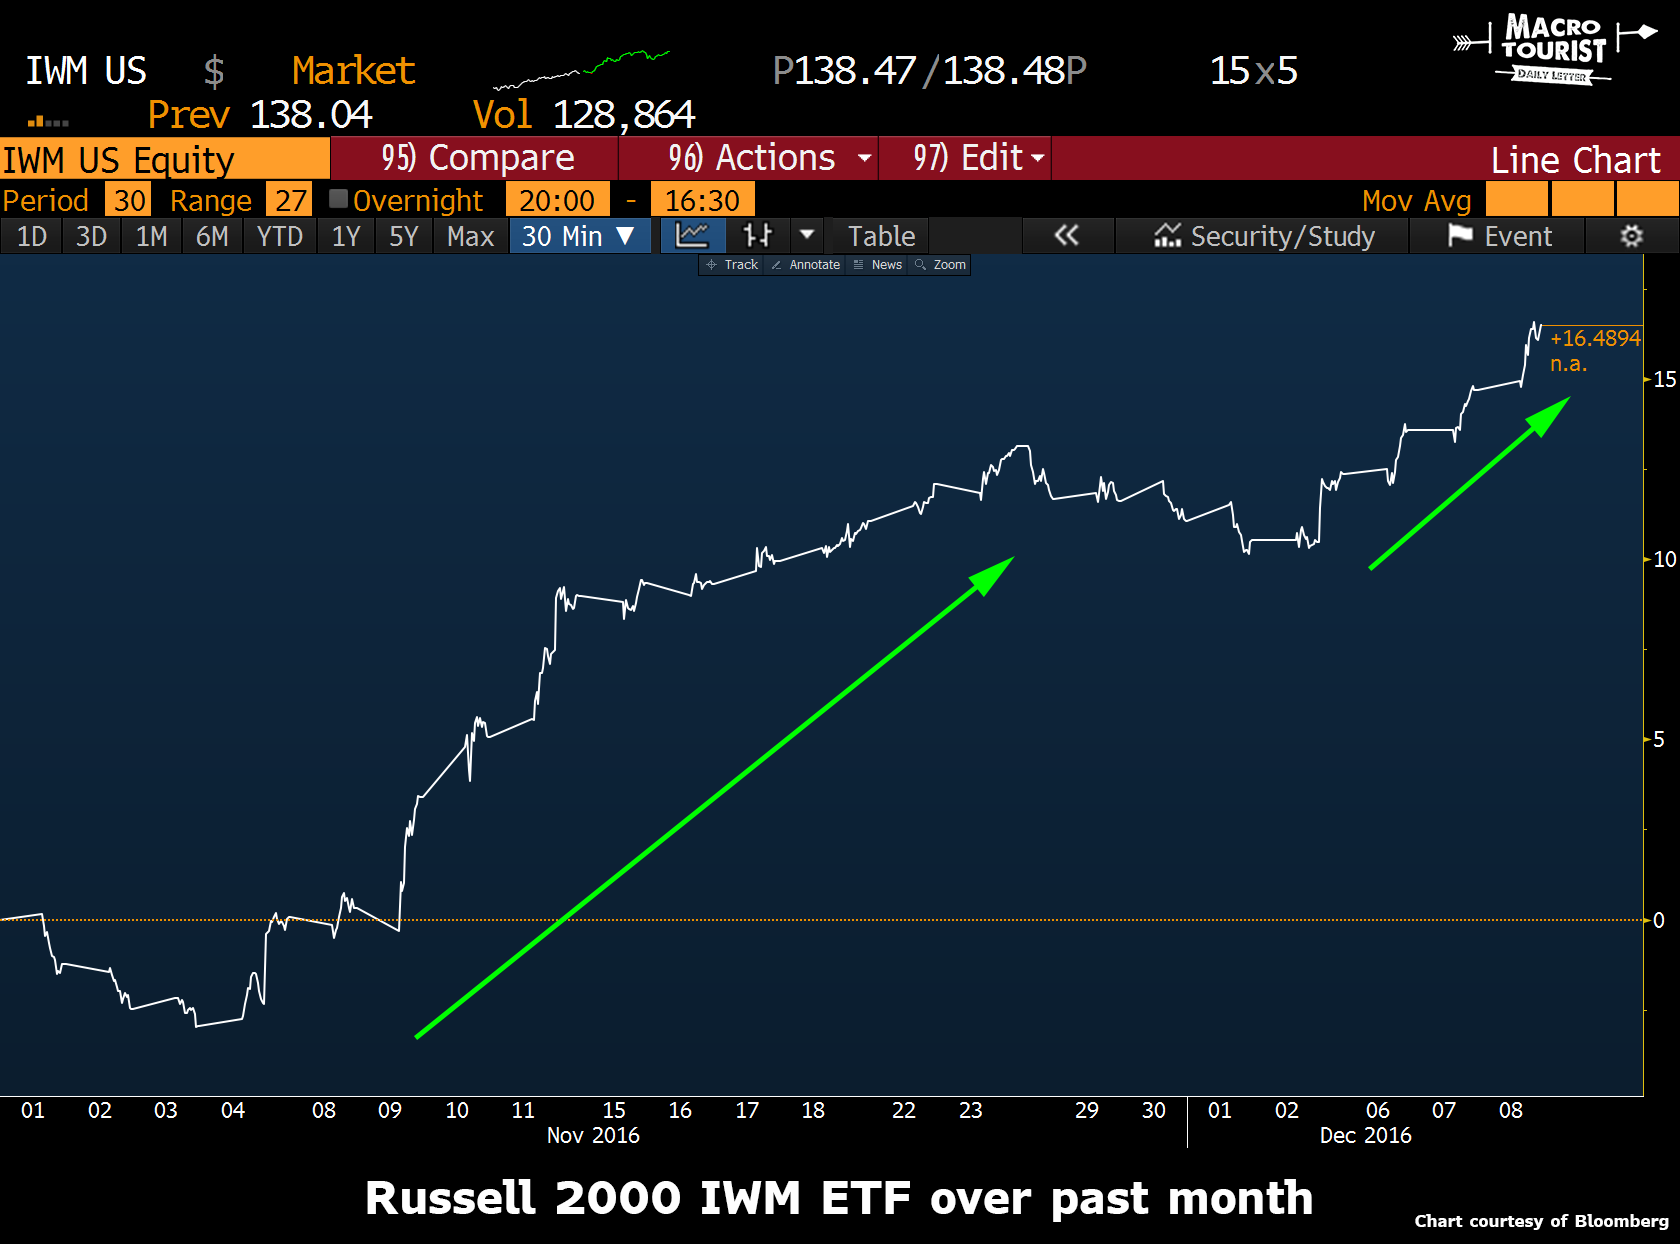 MACRO
TOURIST
DAILY LETTER
IWM US $ Market P138.47/138.48P 15x5
Prev 138.04 Vol 128,864
IWM US Equity 95) Compare 96) Actions 97) Edit Line Chart
Period 30 Range 27 Overnight 20:00 - 16:30 Mov Avg
1D 3D 1M 6M YTD 1Y 5Y Max 30 Min ▼ Table « Security/Study Event
Track Annotate News Zoom
+16.4894
n.a.
15
10
5
0
01 02 03 04 08 09 10 11 15 16 17 18 22 23 29 30 01 02 06 07 08
Nov 2016 Dec 2016
Russell 2000 IWM ETF over past month
Chart courtesy of Bloomberg